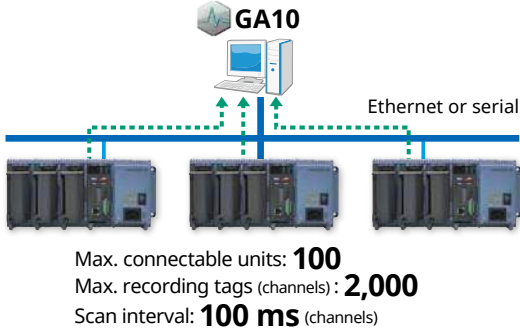 GA10
Ethernet or serial
Max. connectable units: 100
Max. recording tags (channels) : 2,000
Scan interval: 100 ms (channels)